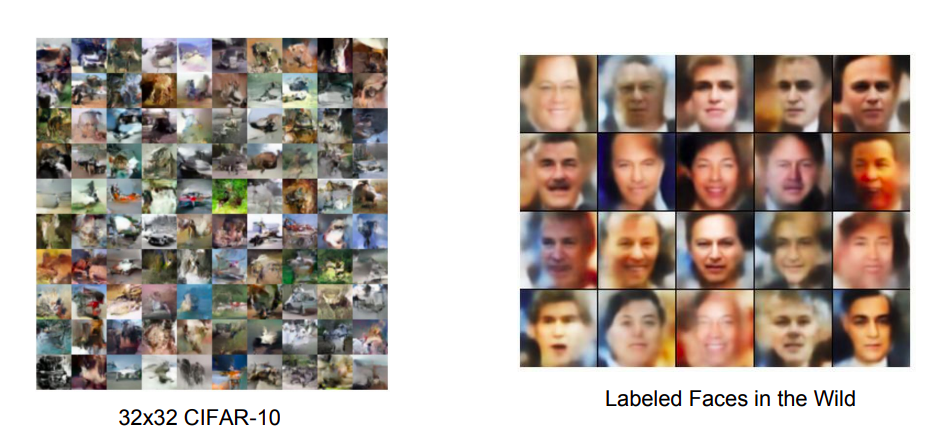 32x32 CIFAR-10
Labeled Faces in the Wild